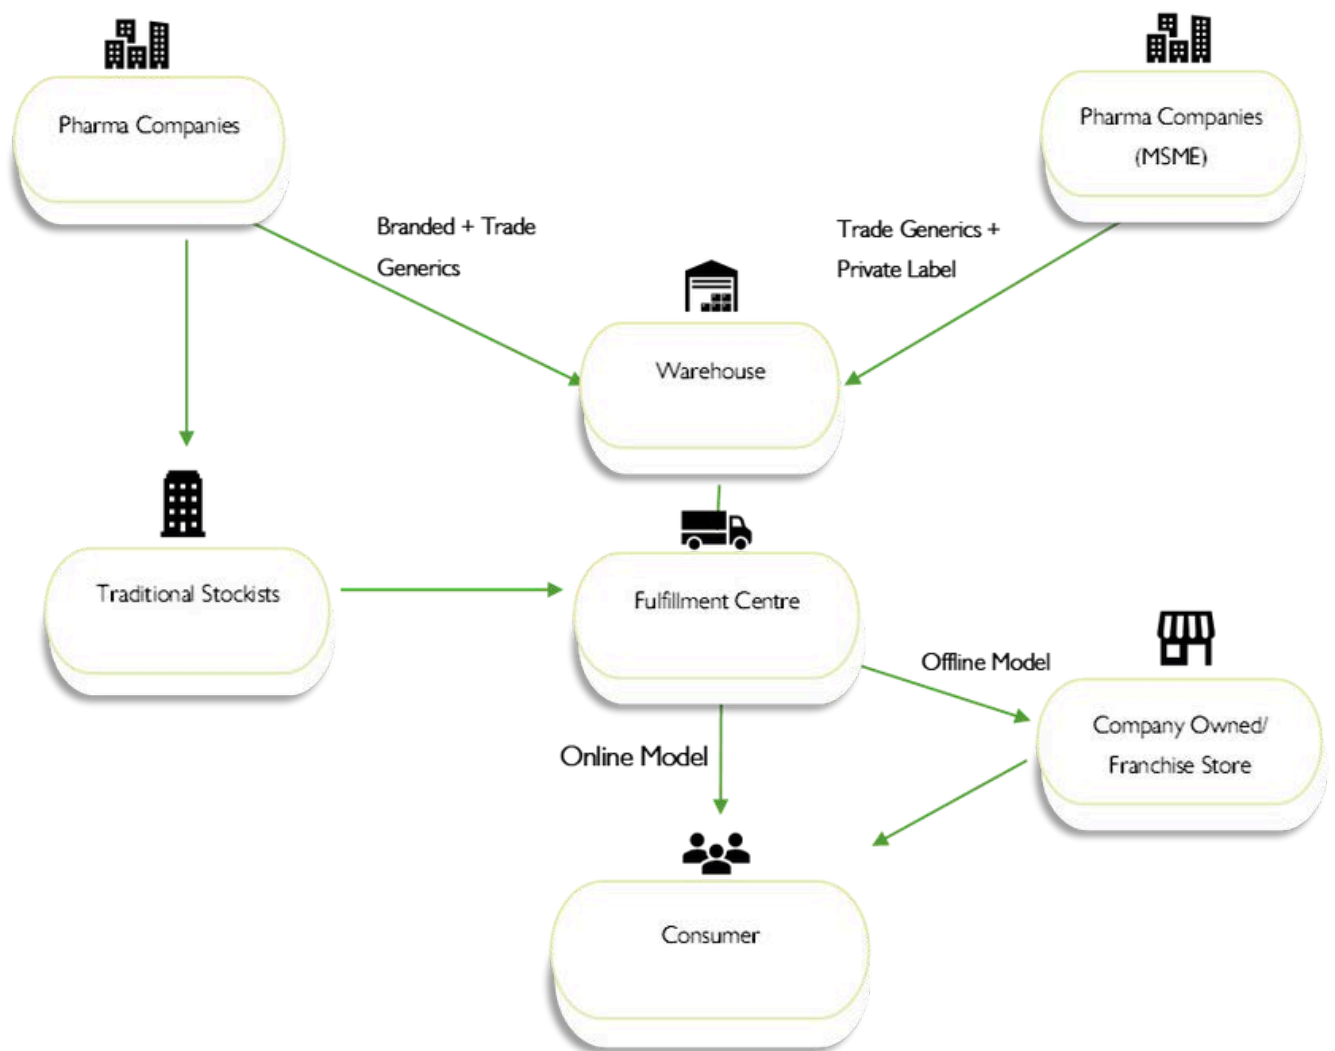 Pharma Companies
Pharma Companies
(MSME)
Branded + Trade
Generics
Trade Generics +
Private Label
Warehouse
Traditional Stockists
Fulfillment Centre
Offline Model
Company Owned/
Franchise Store
Online Model
Consumer